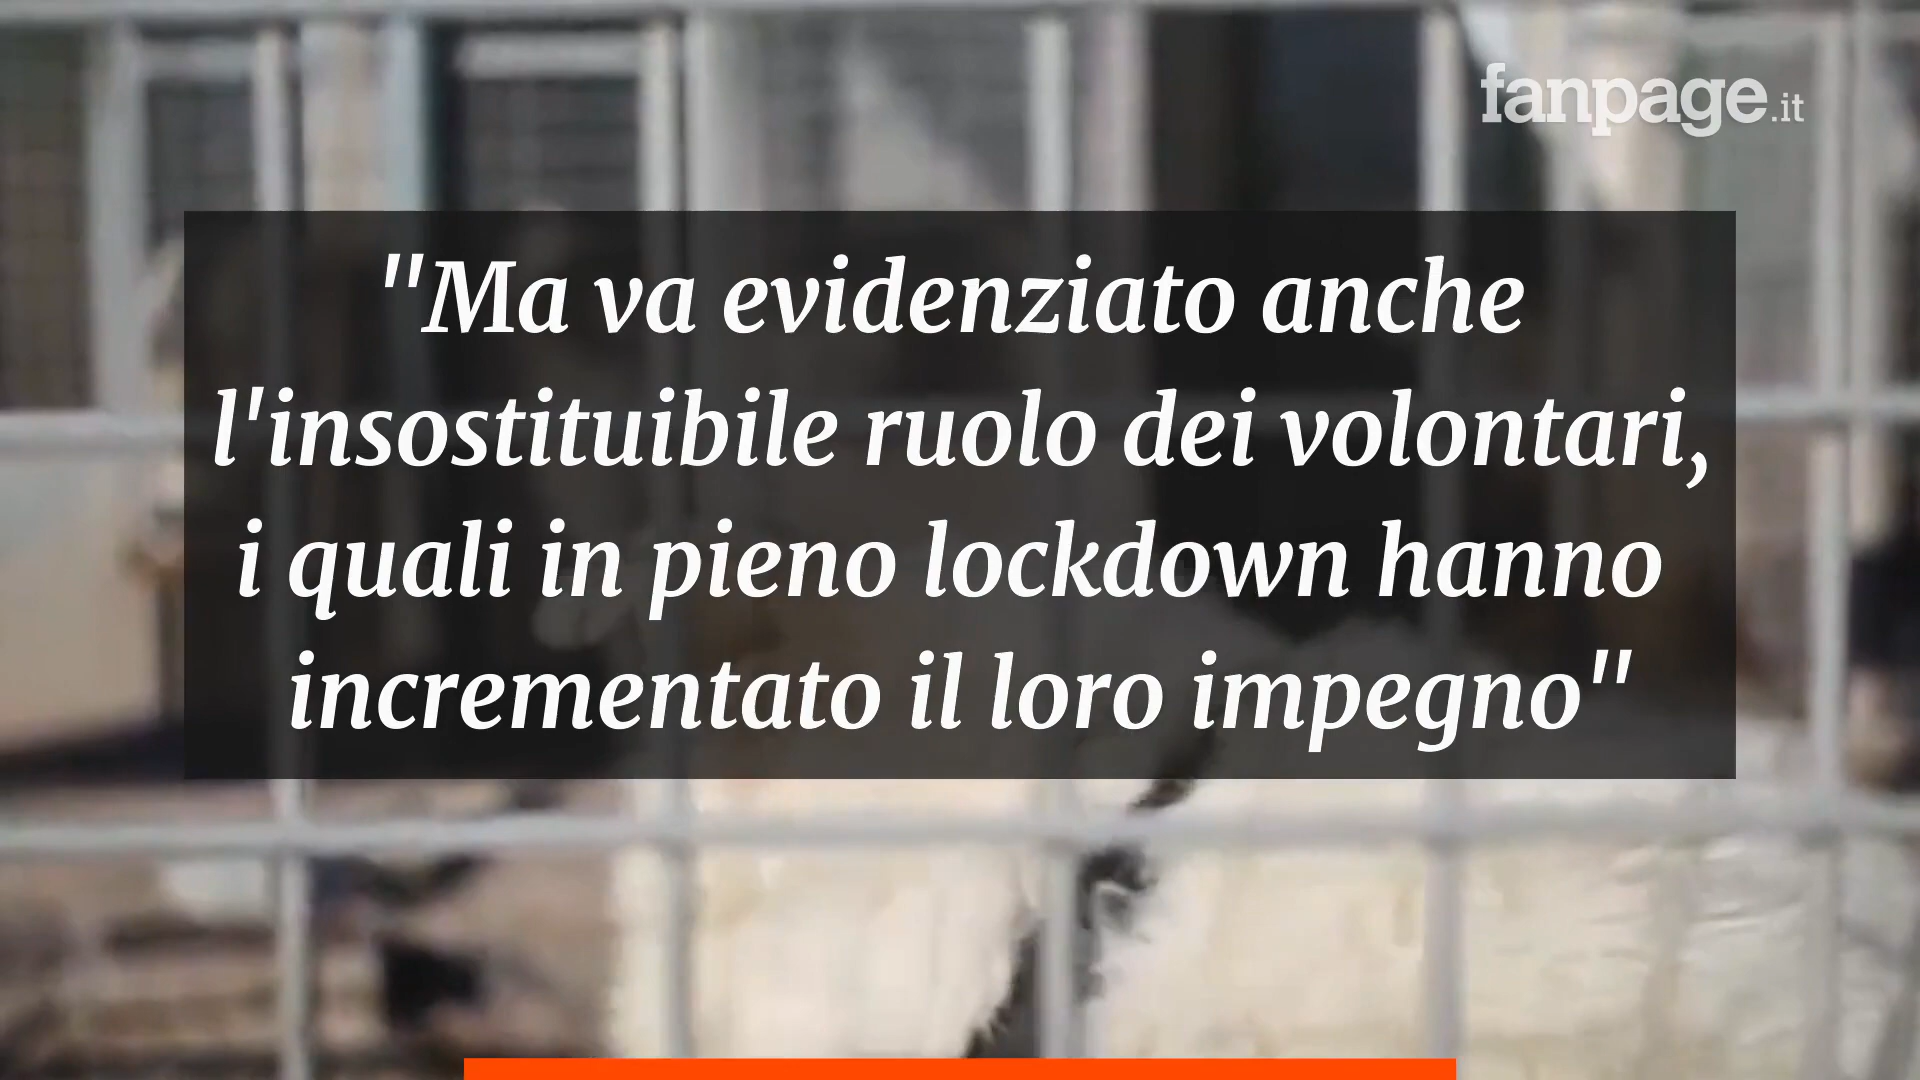 fanpage.it
"Ma va evidenziato anche
l'insostituibile ruolo dei volontari,
i quali in pieno lockdown hanno
incrementato il loro impegno"